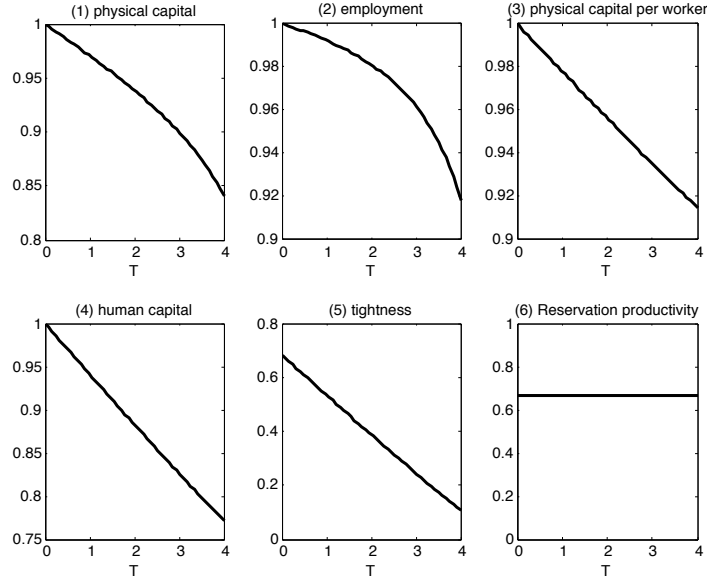 (1) physical capital
(2) employment
(3) physical capital per worker
1
0.95
0.9
0.85
0.8
0 1 2 3 4
T
1
0.98
0.96
0.94
0.92
0.9
0 1 2 3 4
T
1
0.98
0.96
0.94
0.92
0.9
0 1 2 3 4
T
(4) human capital
(5) tightness
(6) Reservation productivity
1
0.95
0.9
0.85
0.8
0.75
0 1 2 3 4
T
0.8
0.6
0.4
0.2
0
0 1 2 3 4
T
1
0.8
0.6
0.4
0.2
0
0 1 2 3 4
T